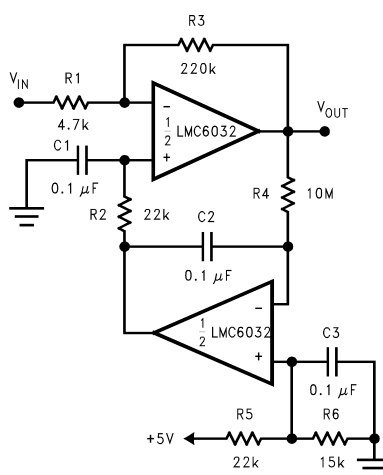 R3
220k
V_IN
R1
4.7k
−
+
1/2 LMC6032
V_OUT
C1
0.1 μF
R2
22k
R4
10M
C2
0.1 μF
−
+
1/2 LMC6032
C3
0.1 μF
+5V
R5
22k
R6
15k